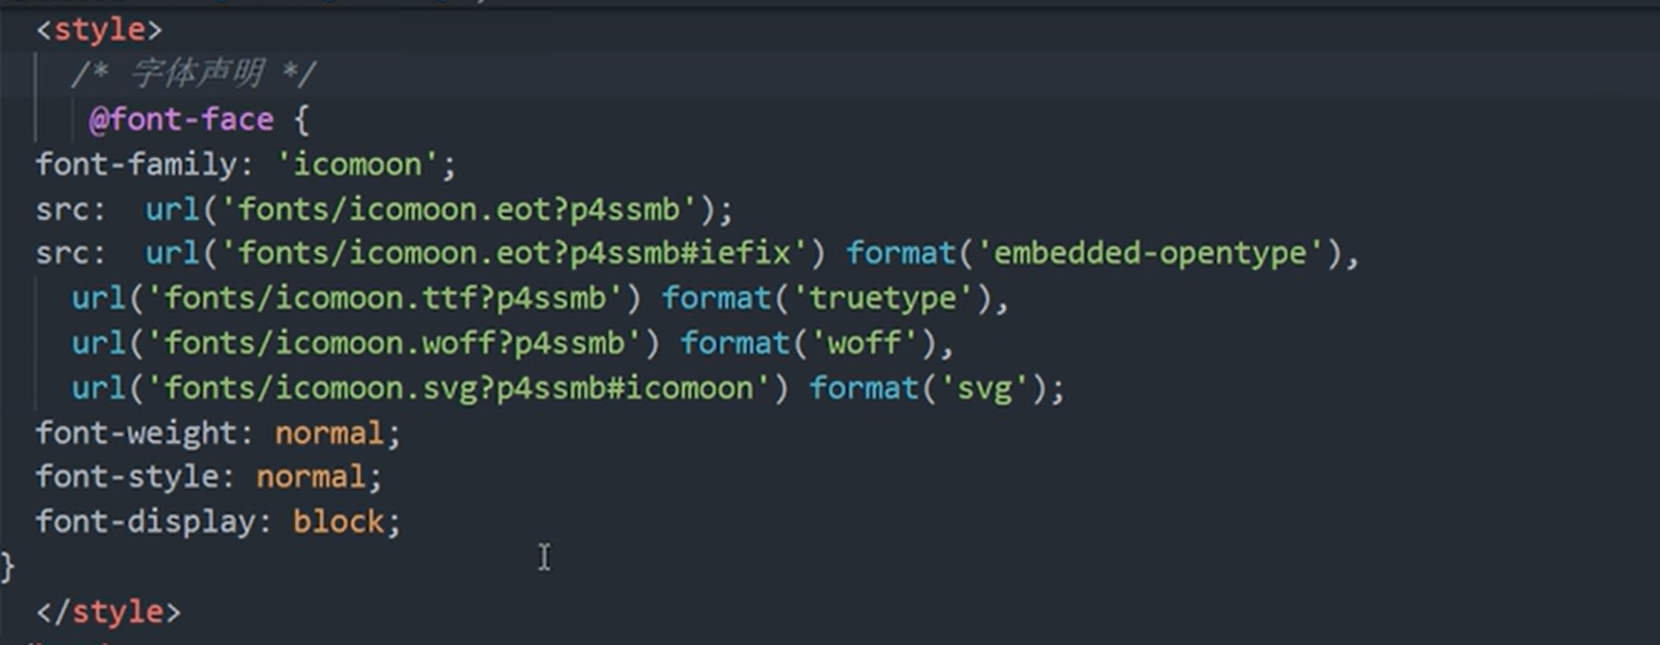 <style>
/* 字体声明 */
@font-face {
font-family: 'icomoon';
src:  url('fonts/icomoon.eot?p4ssmb');
src:  url('fonts/icomoon.eot?p4ssmb#iefix') format('embedded-opentype'),
url('fonts/icomoon.ttf?p4ssmb') format('truetype'),
url('fonts/icomoon.woff?p4ssmb') format('woff'),
url('fonts/icomoon.svg?p4ssmb#icomoon') format('svg');
font-weight: normal;
font-style: normal;
font-display: block;
}
</style>